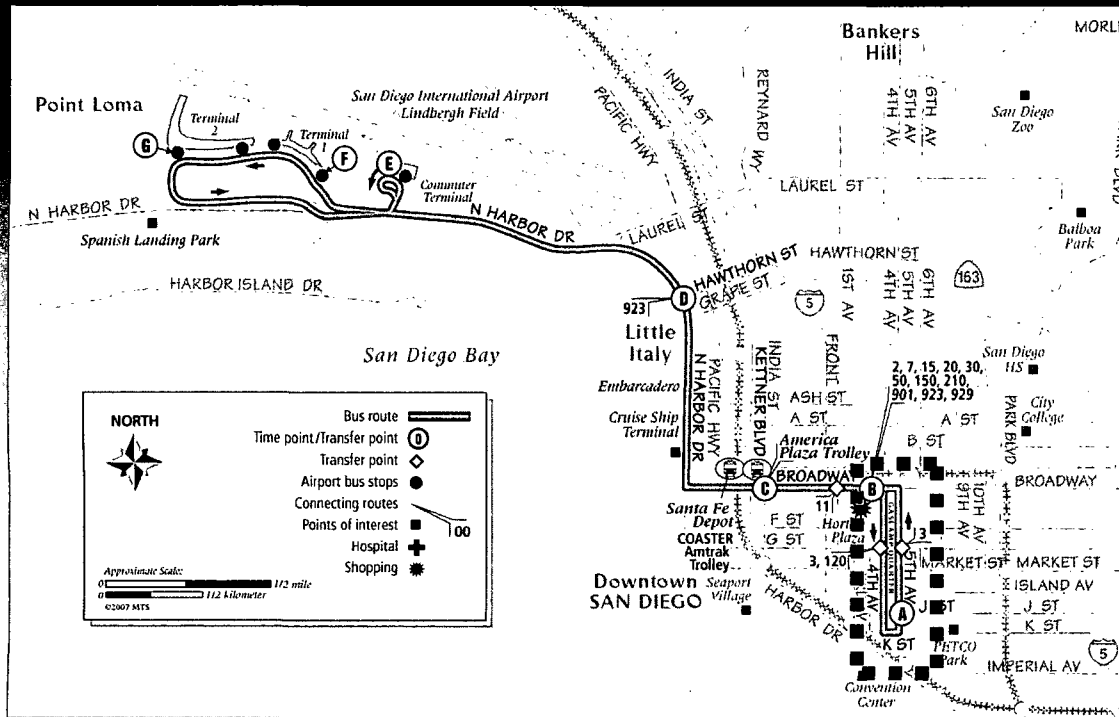 Bankers
Hill
MORL
Point Loma
San Diego International Airport
Lindbergh Field
Terminal
2
Terminal
1
G
F
E
Commuter
Terminal
INDIA ST
PACIFIC HWY
REYNARD WY
4TH AV
5TH AV
6TH AV
San Diego
Zoo
LAUREL ST
N HARBOR DR
Spanish Landing Park
N HARBOR DR
LAUREL
Balboa
Park
HARBOR ISLAND DR
HAWTHORN ST
HAWTHORN ST
GRAPE ST
D
923
5
1ST AV
4TH AV
5TH AV
6TH AV
163
Little
Italy
San Diego Bay
N HARBOR DR
PACIFIC HWY
INDIA ST
KETTNER BLVD
FRONT
2, 7, 15, 20, 30,
50, 150, 210,
901, 923, 929
San Diego
HS
Embarcadero
Cruise Ship
Terminal
ASH ST
A ST
A ST
B ST
City
College
PARK BLVD
America
Plaza Trolley
BROADWAY
BROADWAY
C
B
Santa Fe
Depot
COASTER
Amtrak
Trolley
11
F ST
G ST
Plaza
GASLAMP QUARTER
9TH AV
10TH AV
3
3, 120
MARKET ST
MARKET ST
4TH AV
5TH AV
ISLAND AV
A
J ST
J ST
K ST
K ST
Downtown
SAN DIEGO
Seaport
Village
HARBOR DR
PETCO
Park
5
IMPERIAL AV
Convention
Center
NORTH
Bus route
Time point/Transfer point
D
Transfer point
Airport bus stops
Connecting routes
00
Points of interest
Hospital
Shopping
Approximate Scale:
0
1/2 mile
0
1/2 kilometer
©2007 MTS